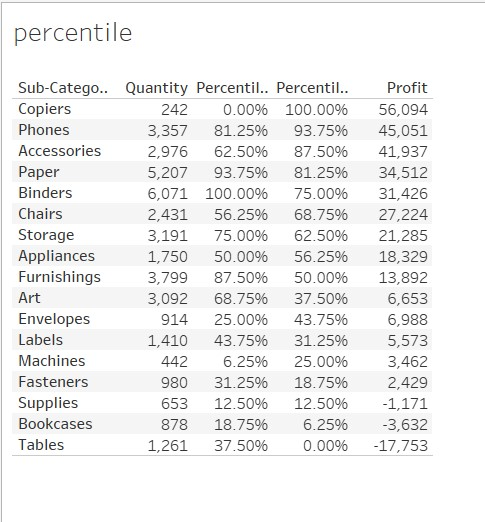 percentile
Sub-Catego.. Quantity Percentil.. Percentil.. Profit
Copiers 242 0.00% 100.00% 56,094
Phones 3,357 81.25% 93.75% 45,051
Accessories 2,976 62.50% 87.50% 41,937
Paper 5,207 93.75% 81.25% 34,512
Binders 6,071 100.00% 75.00% 31,426
Chairs 2,431 56.25% 68.75% 27,224
Storage 3,191 75.00% 62.50% 21,285
Appliances 1,750 50.00% 56.25% 18,329
Furnishings 3,799 87.50% 50.00% 13,892
Art 3,092 68.75% 37.50% 6,653
Envelopes 914 25.00% 43.75% 6,988
Labels 1,410 43.75% 31.25% 5,573
Machines 442 6.25% 25.00% 3,462
Fasteners 980 31.25% 18.75% 2,429
Supplies 653 12.50% 12.50% -1,171
Bookcases 878 18.75% 6.25% -3,632
Tables 1,261 37.50% 0.00% -17,753